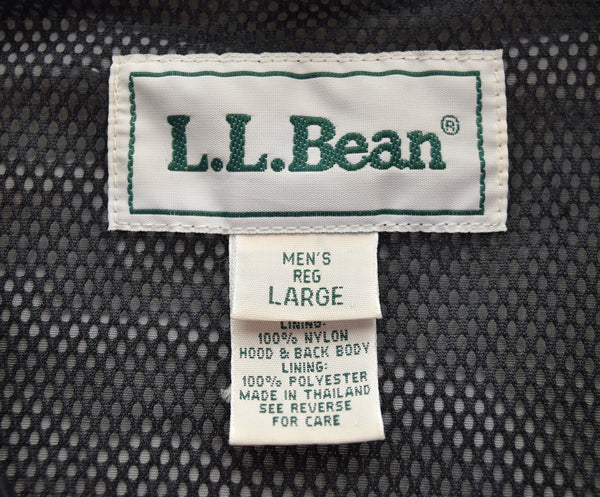 L.L.Bean®
MEN'S
REG
LARGE
LINING:
100% NYLON
HOOD & BACK BODY
LINING:
100% POLYESTER
MADE IN THAILAND
SEE REVERSE
FOR CARE